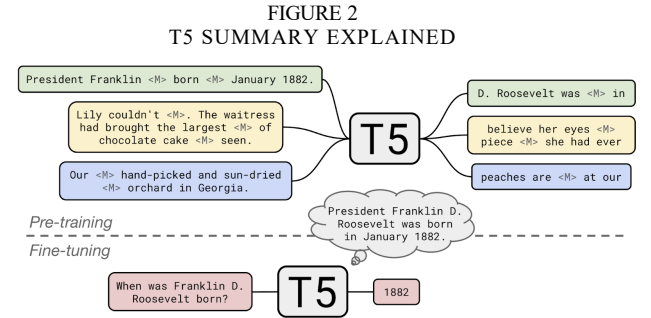 FIGURE 2
T5 SUMMARY EXPLAINED
President Franklin <M> born <M> January 1882.
Lily couldn't <M>. The waitress
had brought the largest <M> of
chocolate cake <M> seen.
Our <M> hand-picked and sun-dried
<M> orchard in Georgia.
T5
D. Roosevelt was <M> in
believe her eyes <M>
piece <M> she had ever
peaches are <M> at our
Pre-training
President Franklin D.
Roosevelt was born
in January 1882.
Fine-tuning
When was Franklin D.
Roosevelt born?
T5
1882